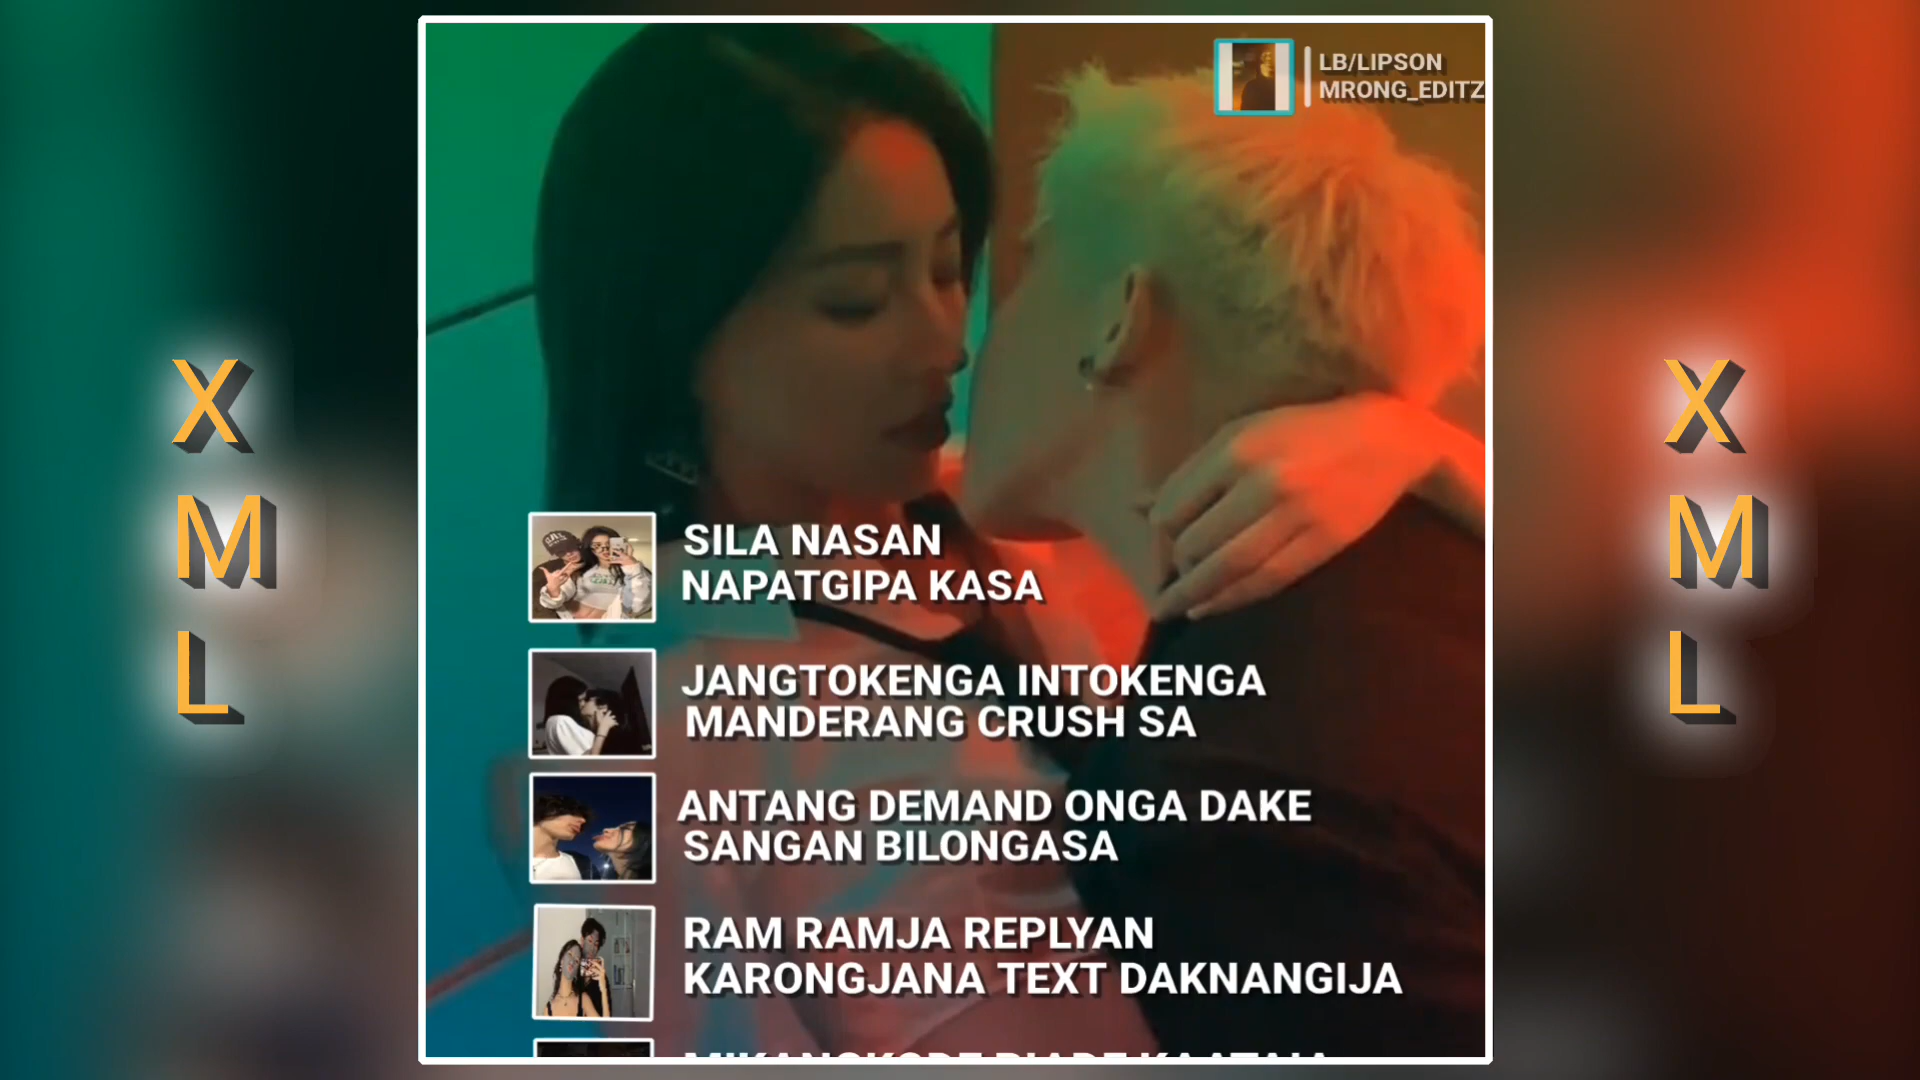 LB/LIPSON
MRONG_EDITZ
X
M
L
SILA NASAN
NAPATGIPA KASA
JANGTOKENGA INTOKENGA
MANDERANG CRUSH SA
ANTANG DEMAND ONGA DAKE
SANGAN BILONGASA
RAM RAMJA REPLYAN
KARONGJANA TEXT DAKNANGIJA
X
M
L